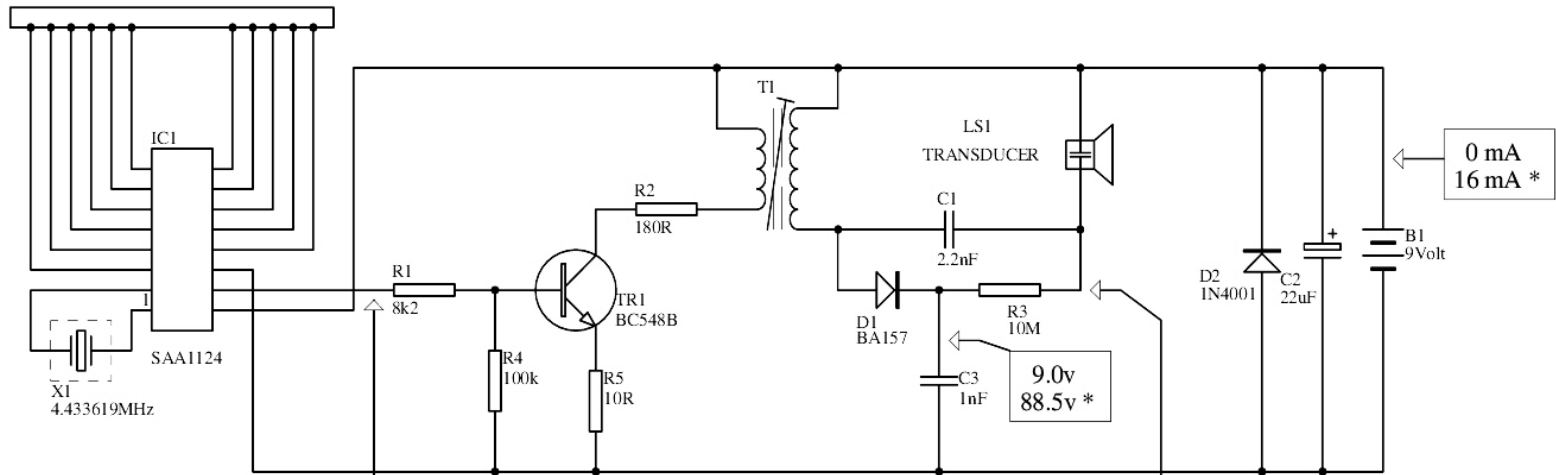 T1
IC1
LS1
TRANSDUCER
0 mA
16 mA *
R2
180R
C1
2.2nF
+
B1
9Volt
R1
8k2
TR1
BC548B
D2
1N4001
C2
22uF
1
D1
BA157
R3
10M
SAA1124
R4
100k
R5
10R
9.0v
88.5v *
C3
1nF
X1
4.433619MHz